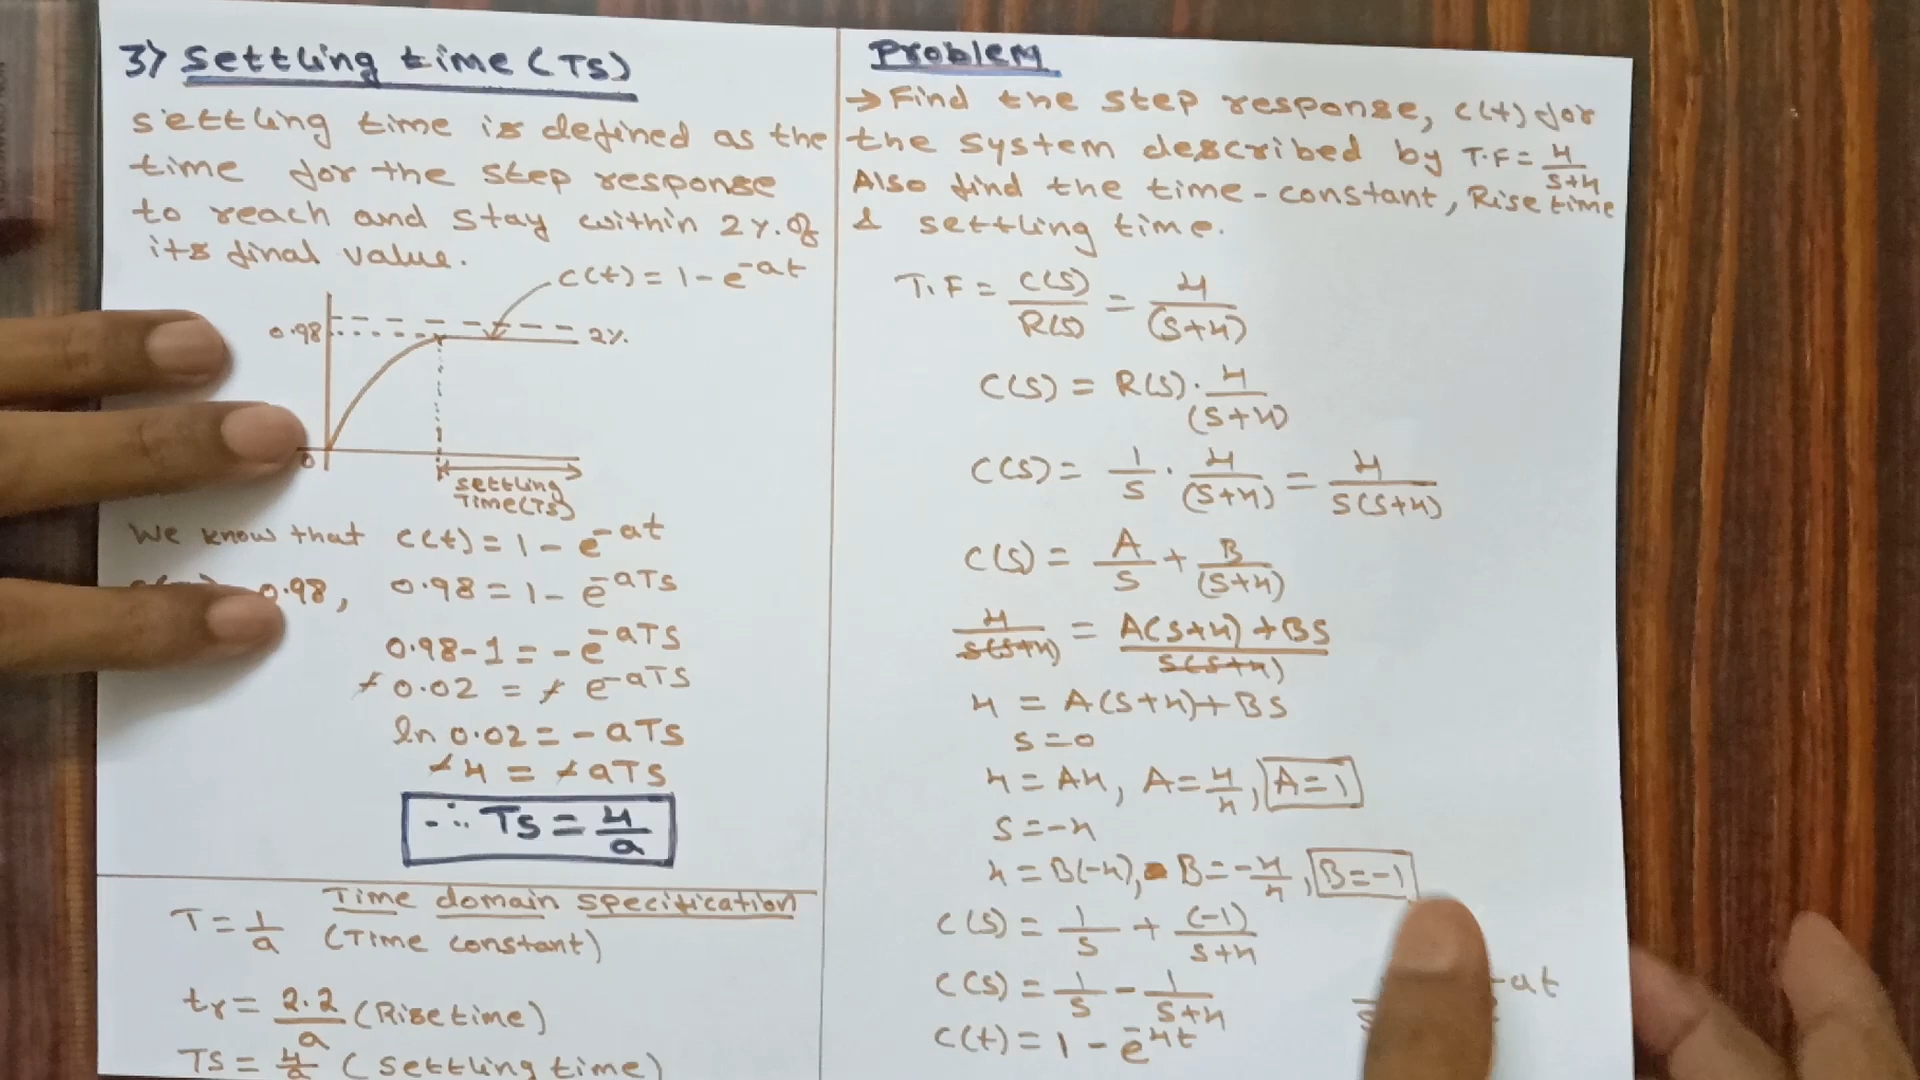 3) Settling time (TS)
settling time is defined as the
time for the step response
to reach and stay within 2%. of
its final value.
c(t) = 1 - e^-at
0.98
2%.
0
settling
Time(TS)
We know that c(t) = 1 - e^-at
0.98, 0.98 = 1 - e^-aTS
0.98 - 1 = - e^-aTS
- 0.02 = - e^-aTS
ln 0.02 = - aTS
- 4 = - aTS
∴ TS = 4/a
Time domain specification
T = 1/a (Time constant)
tr = 2.2/a (Rise time)
TS = 4/a (settling time)
Problem
→ Find the step response, c(t) for
the system described by T.F = 4/s+4
Also find the time-constant, Rise time
& settling time.
T.F = C(S)/R(S) = 4/(S+4)
C(S) = R(S) . 4/(S+4)
C(S) = 1/S . 4/(S+4) = 4/S(S+4)
C(S) = A/S + B/(S+4)
4/S(S+4) = A(S+4)+BS/S(S+4)
4 = A(S+4)+BS
S=0
4 = A4, A = 4/4, A=1
S=-4
4 = B(-4), B = -4/4, B=-1
C(S) = 1/S + (-1)/S+4
C(S) = 1/S - 1/S+4
-at
C(t) = 1 - e^-4t